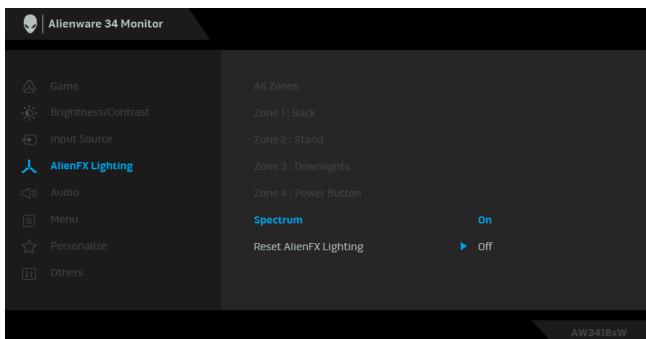 Alienware 34 Monitor
Game
All Zones
Brightness/Contrast
Zone 1 : Back
Input Source
Zone 2 : Stand
AlienFX Lighting
Zone 3 : Downlights
Audio
Zone 4 : Power Button
Menu
Spectrum On
Personalize
Reset AlienFX Lighting Off
Others
AW3418xW